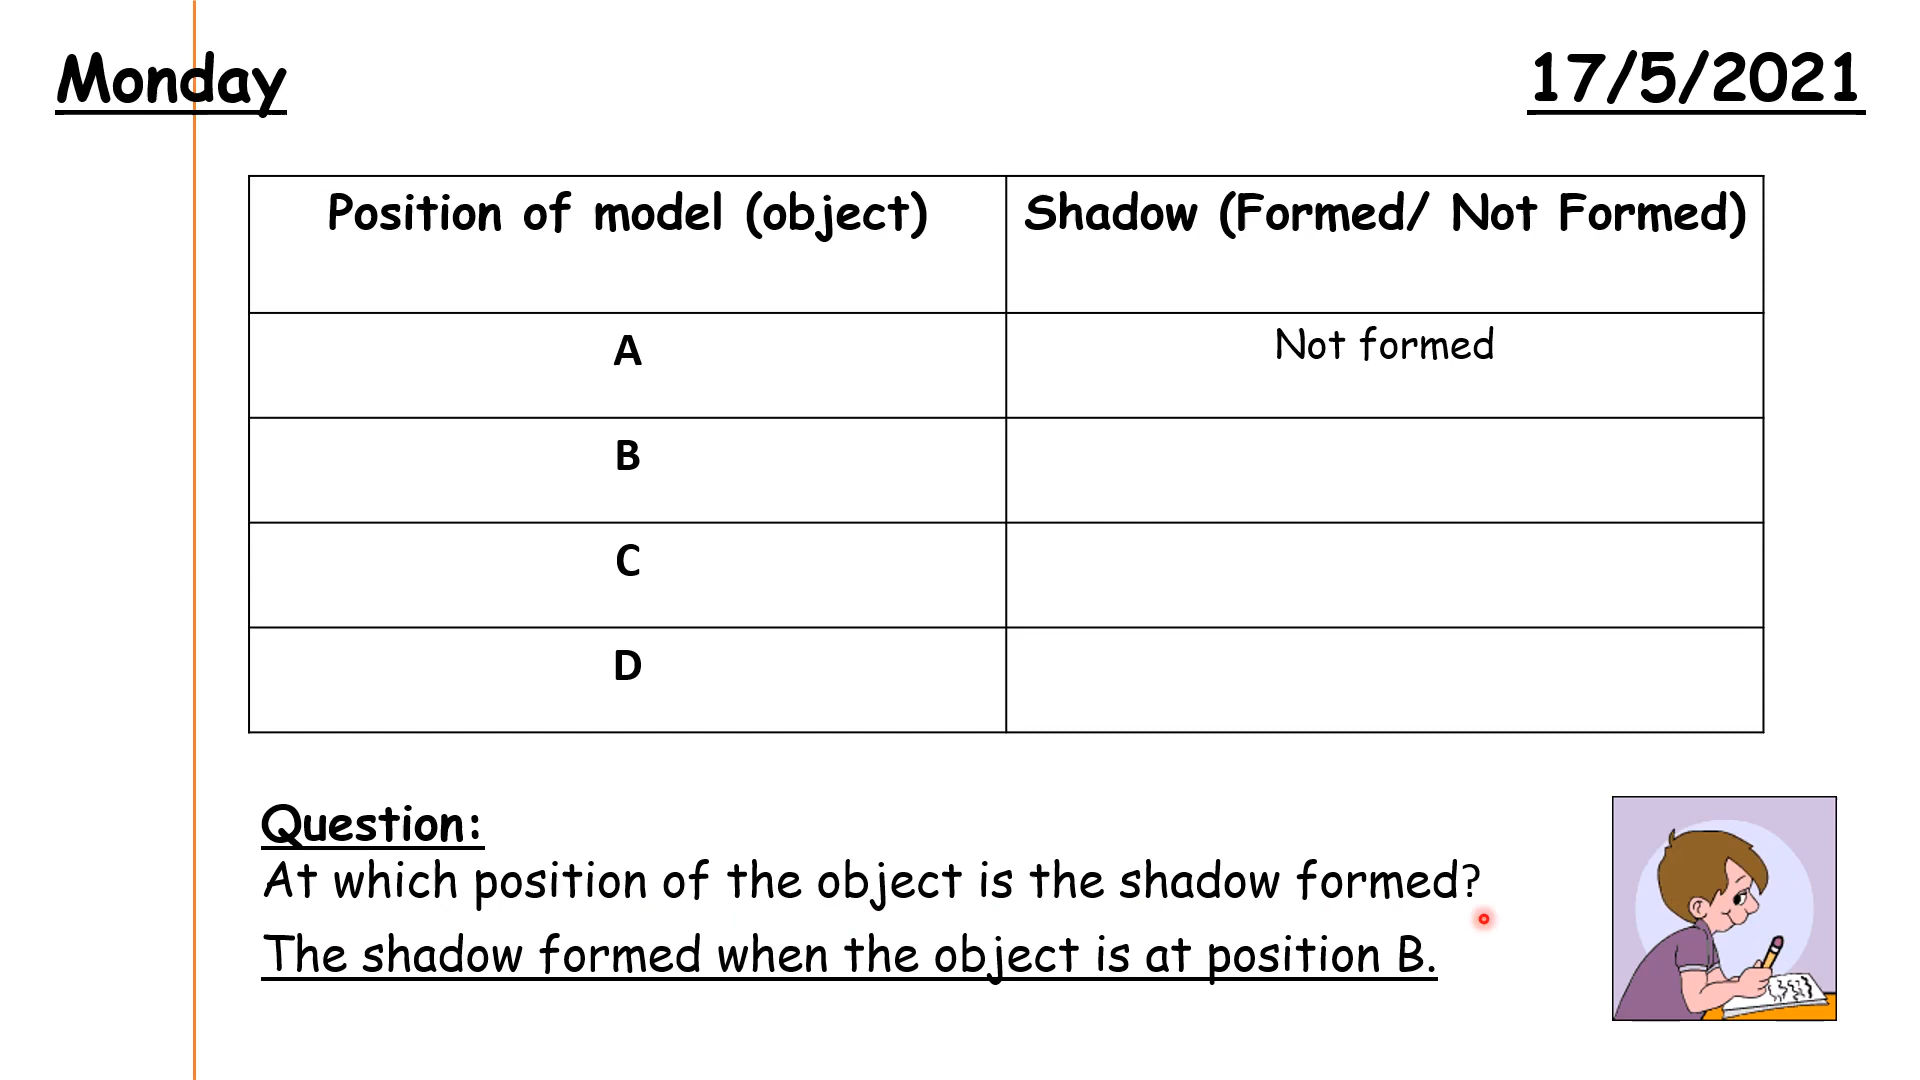 Monday
17/5/2021
Position of model (object)
Shadow (Formed/ Not Formed)
A
Not formed
B
C
D
Question:
At which position of the object is the shadow formed?
The shadow formed when the object is at position B.